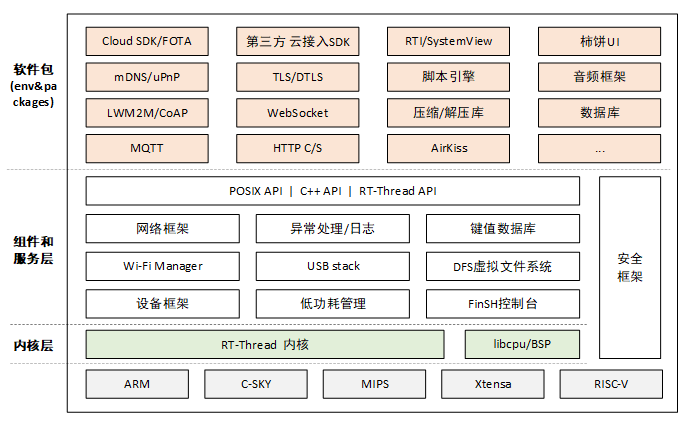 软件包
(env&pa
ckages)
Cloud SDK/FOTA
第三方 云接入SDK
RTI/SystemView
柿饼UI
mDNS/uPnP
TLS/DTLS
脚本引擎
音频框架
LWM2M/CoAP
WebSocket
压缩/解压库
数据库
MQTT
HTTP C/S
AirKiss
...
组件和
服务层
POSIX API | C++ API | RT-Thread API
网络框架
异常处理/日志
键值数据库
Wi-Fi Manager
USB stack
DFS虚拟文件系统
设备框架
低功耗管理
FinSH控制台
安全
框架
内核层
RT-Thread 内核
libcpu/BSP
ARM
C-SKY
MIPS
Xtensa
RISC-V